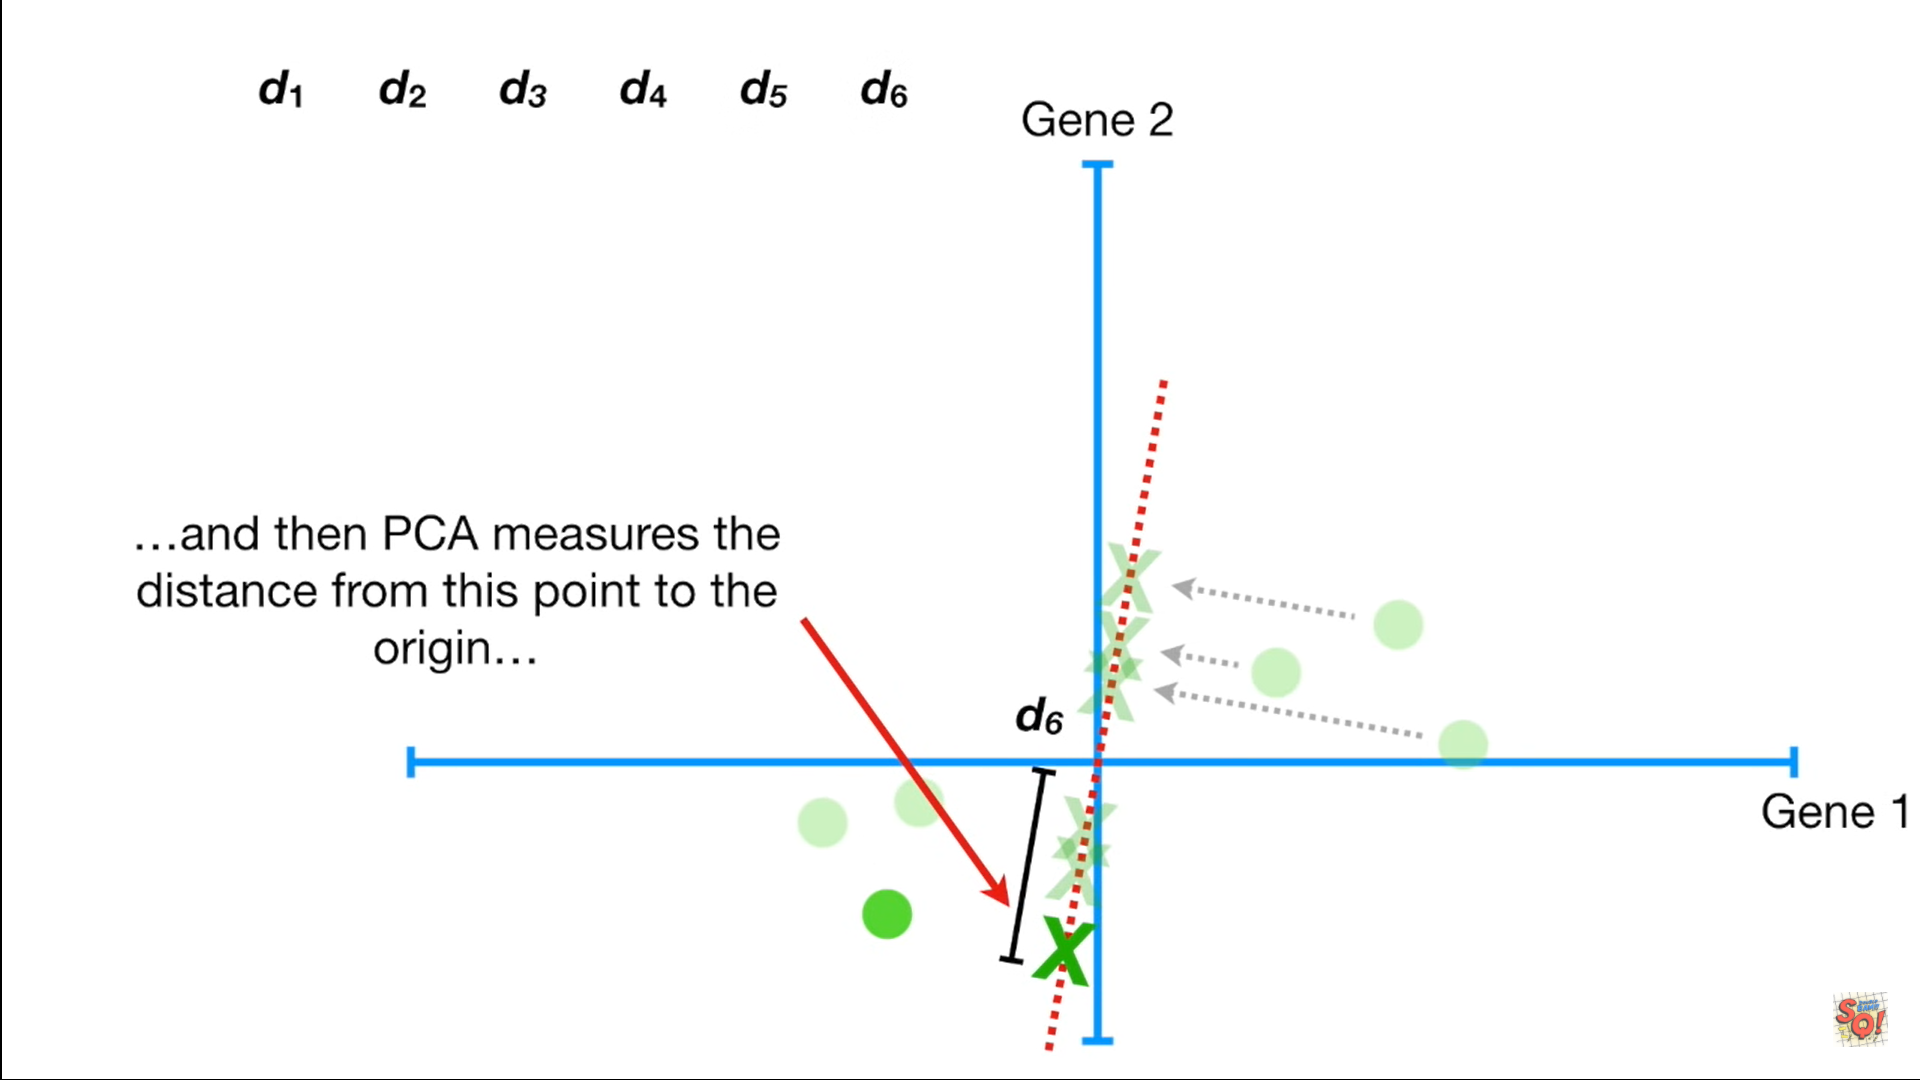 d1 d2 d3 d4 d5 d6
Gene 2
…and then PCA measures the
distance from this point to the
origin…
d6
Gene 1
SQ!